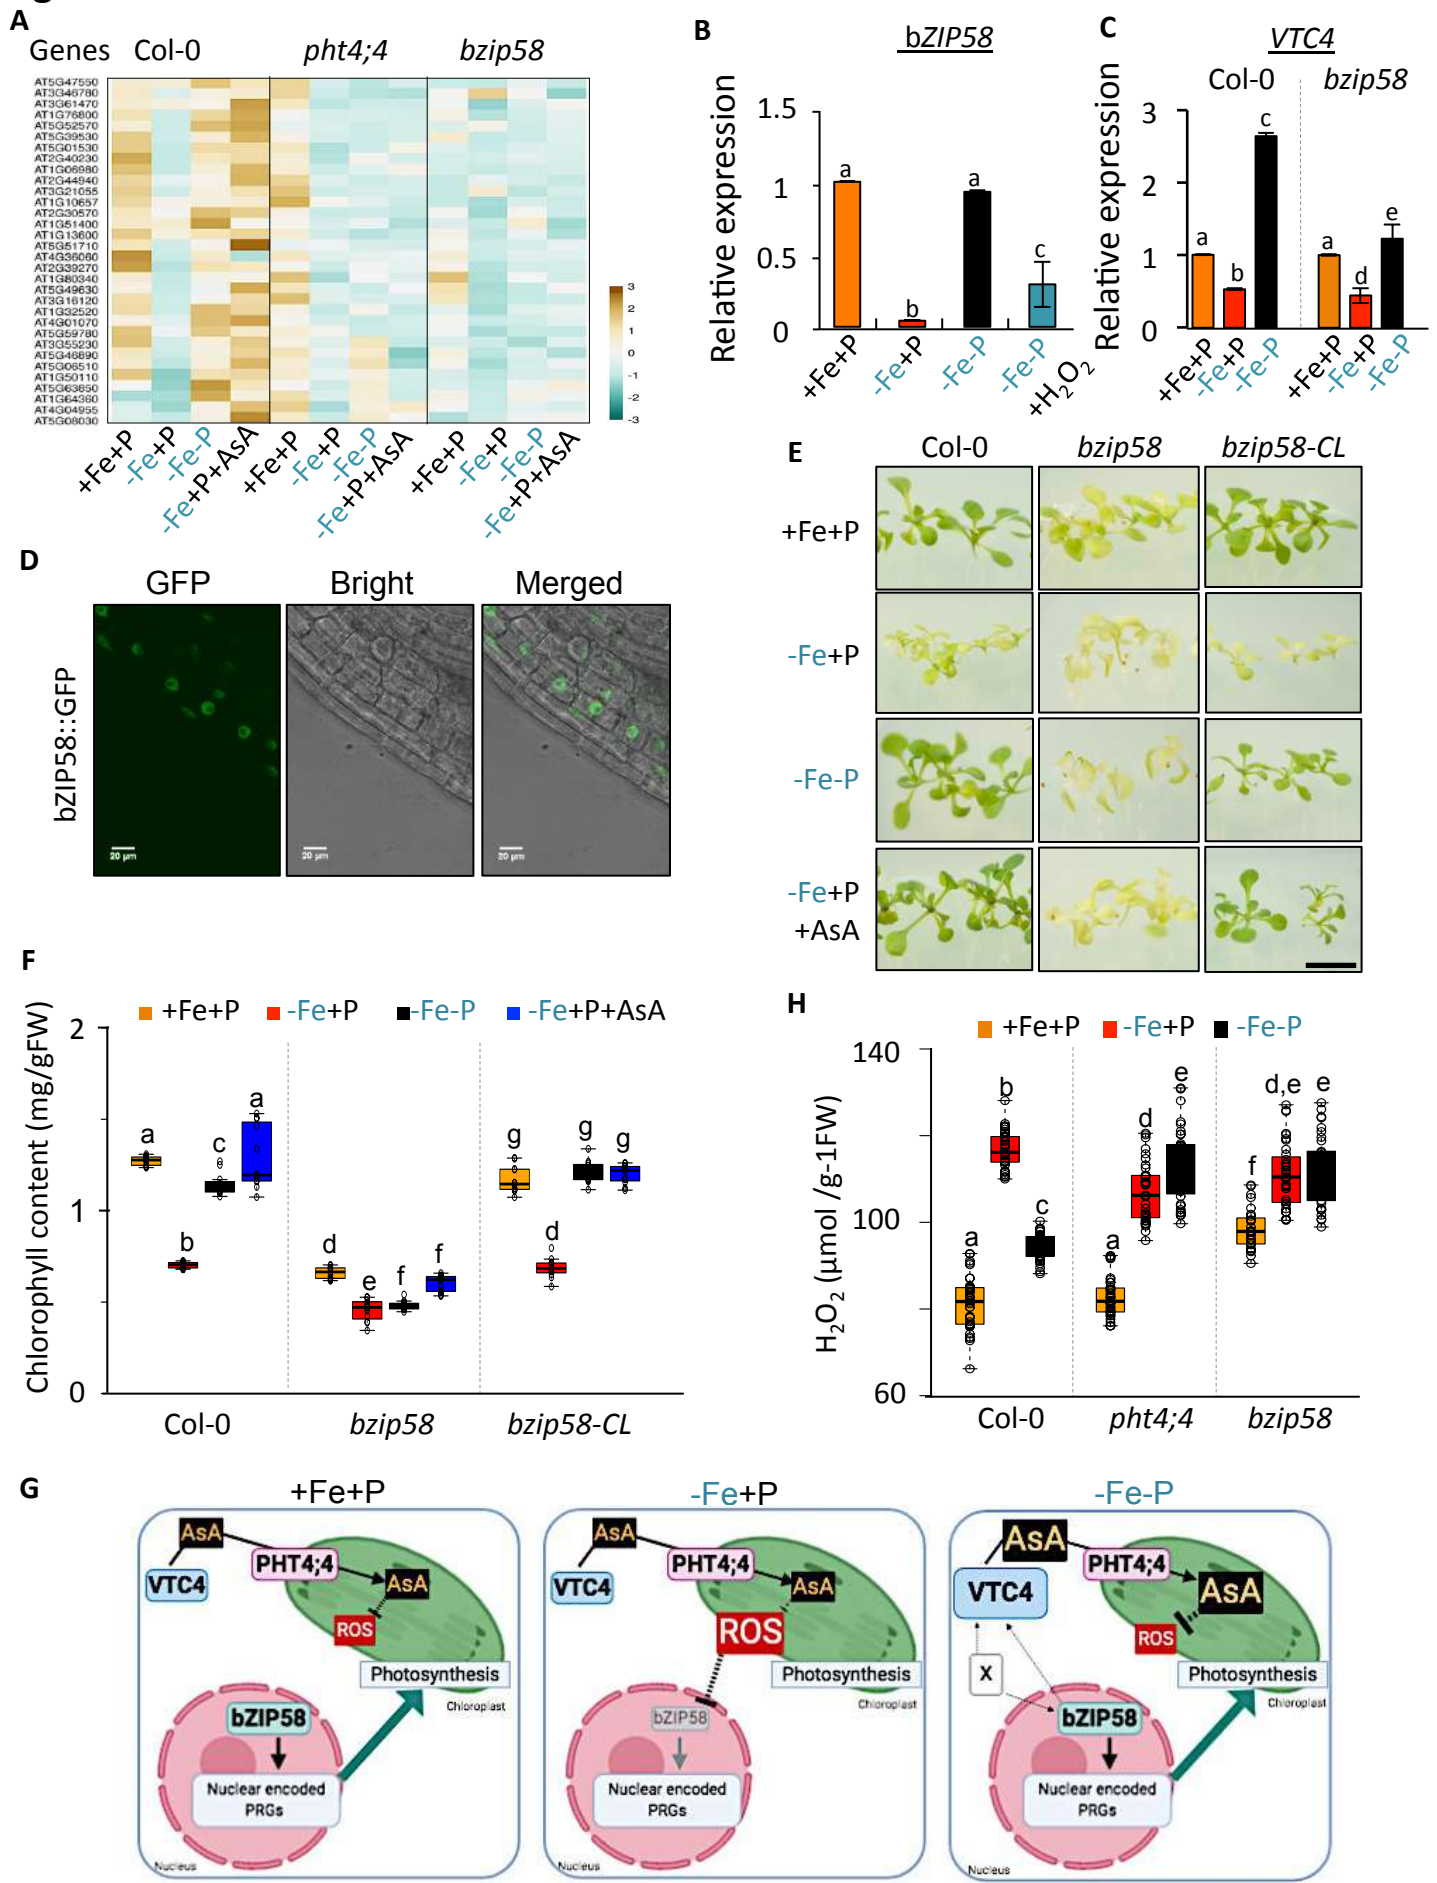 A
Genes Col-0 pht4;4 bzip58
AT5G47550
AT3G46780
AT3G61470
AT1G76800
AT5G52570
AT5G39530
AT5G01530
AT2G40230
AT1G06980
AT2G44940
AT3G21055
AT1G10657
AT2G30570
AT1G51400
AT1G13600
AT5G51710
AT4G36060
AT2G39270
AT1G80340
AT5G49630
AT3G16120
AT1G32520
AT4G01070
AT5G59780
AT3G55230
AT5G46890
AT5G06510
AT1G50110
AT5G63850
AT1G64360
AT4G04955
AT5G08030
3
2
1
0
-1
-2
-3
+Fe+P -Fe+P -Fe-P -Fe+P+AsA +Fe+P -Fe+P -Fe-P -Fe+P+AsA +Fe+P -Fe+P -Fe-P -Fe+P+AsA
B
bZIP58
Relative expression
1.5
1
0.5
0
a b a c
+Fe+P -Fe+P -Fe-P -Fe-P +H2O2
C
VTC4
Col-0 bzip58
Relative expression
3
2
1
0
a b c a d e
+Fe+P -Fe+P -Fe-P +Fe+P -Fe+P -Fe-P
D
GFP Bright Merged
bZIP58::GFP
20 µm 20 µm 20 µm
E
Col-0 bzip58 bzip58-CL
+Fe+P
-Fe+P
-Fe-P
-Fe+P
+AsA
F
+Fe+P -Fe+P -Fe-P -Fe+P+AsA
Chlorophyll content (mg/gFW)
2
1
0
a b c a d e f f g d g g
Col-0 bzip58 bzip58-CL
H
+Fe+P -Fe+P -Fe-P
H2O2 (µmol /g-1FW)
140
100
60
a b c a d e f d,e e
Col-0 pht4;4 bzip58
G
+Fe+P -Fe+P -Fe-P
AsA
PHT4;4
VTC4
AsA
ROS
Photosynthesis
Chloroplast
bZIP58
Nuclear encoded
PRGs
Nucleus
AsA
PHT4;4
VTC4
AsA
ROS
Photosynthesis
Chloroplast
bZIP58
Nuclear encoded
PRGs
Nucleus
AsA
PHT4;4
VTC4
AsA
ROS
X
Photosynthesis
Chloroplast
bZIP58
Nuclear encoded
PRGs
Nucleus